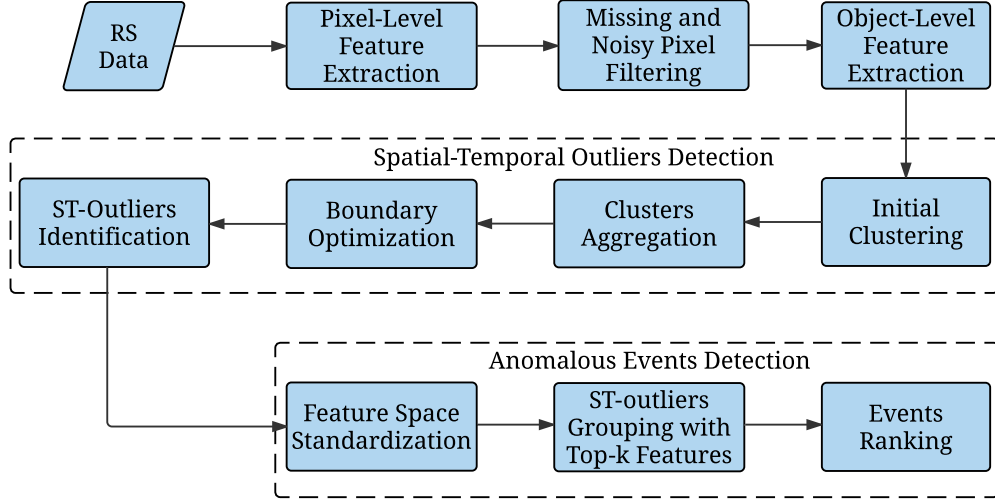 RS
Data
Pixel-Level
Feature
Extraction
Missing and
Noisy Pixel
Filtering
Object-Level
Feature
Extraction
Spatial-Temporal Outliers Detection
ST-Outliers
Identification
Boundary
Optimization
Clusters
Aggregation
Initial
Clustering
Anomalous Events Detection
Feature Space
Standardization
ST-outliers
Grouping with
Top-k Features
Events
Ranking